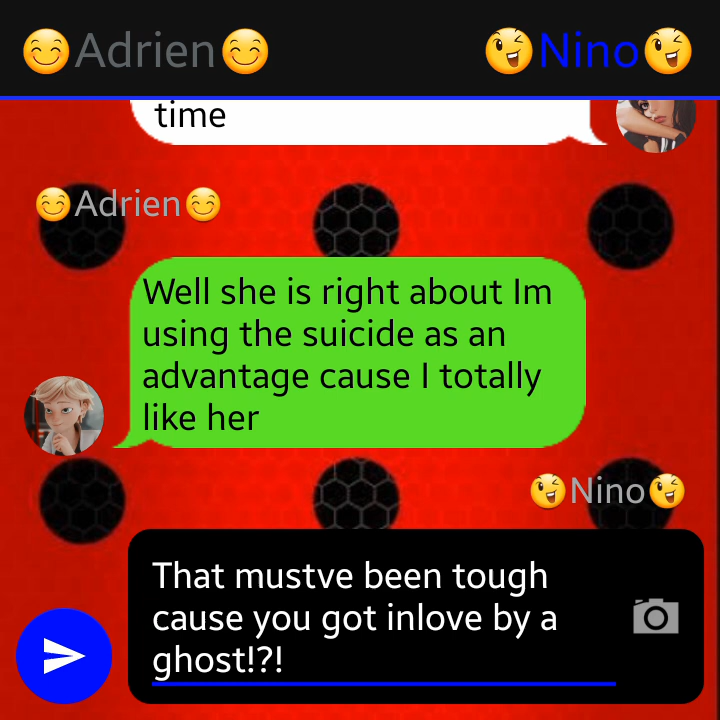 😊Adrien😊 😉Nino😉
time
😊Adrien😊
Well she is right about Im
using the suicide as an
advantage cause I totally
like her
😉Nino😉
That mustve been tough
cause you got inlove by a
ghost!?!